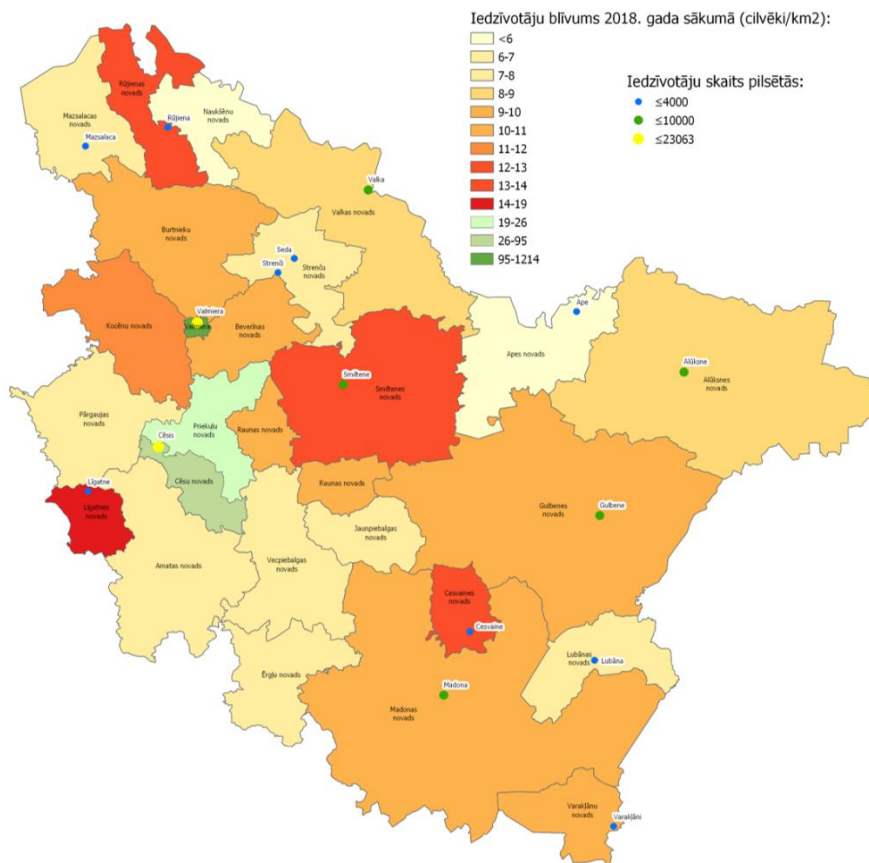 Iedzīvotāju blīvums 2018. gada sākumā (cilvēki/km2):
<6
6-7
7-8
8-9
9-10
10-11
11-12
12-13
13-14
14-19
19-26
26-95
95-1214
Iedzīvotāju skaits pilsētās:
≤4000
≤10000
≤23063
Rūjienas
novads
Mazsalacas
novads
Naukšēnu
novads
Rūjiena
Mazsalaca
Valka
Valkas novads
Burtnieku
novads
Seda
Strenči
Strenču
novads
Ape
Valmiera
Valmiera
Kocēnu novads
Beverīnas
novads
Apes novads
Alūksne
Alūksnes
novads
Smiltene
Smiltenes
novads
Pārgaujas
novads
Priekuļu
novads
Raunas novads
Cēsis
Cēsu novads
Raunas novads
Līgatne
Līgatnes
novads
Gulbenes
novads
Gulbene
Jaunpiebalgas
novads
Vecpiebalgas
novads
Amatas novads
Cesvaines
novads
Cesvaine
Lubānas
novads
Lubāna
Ērgļu novads
Madona
Madonas
novads
Varakļānu
novads
Varakļāni